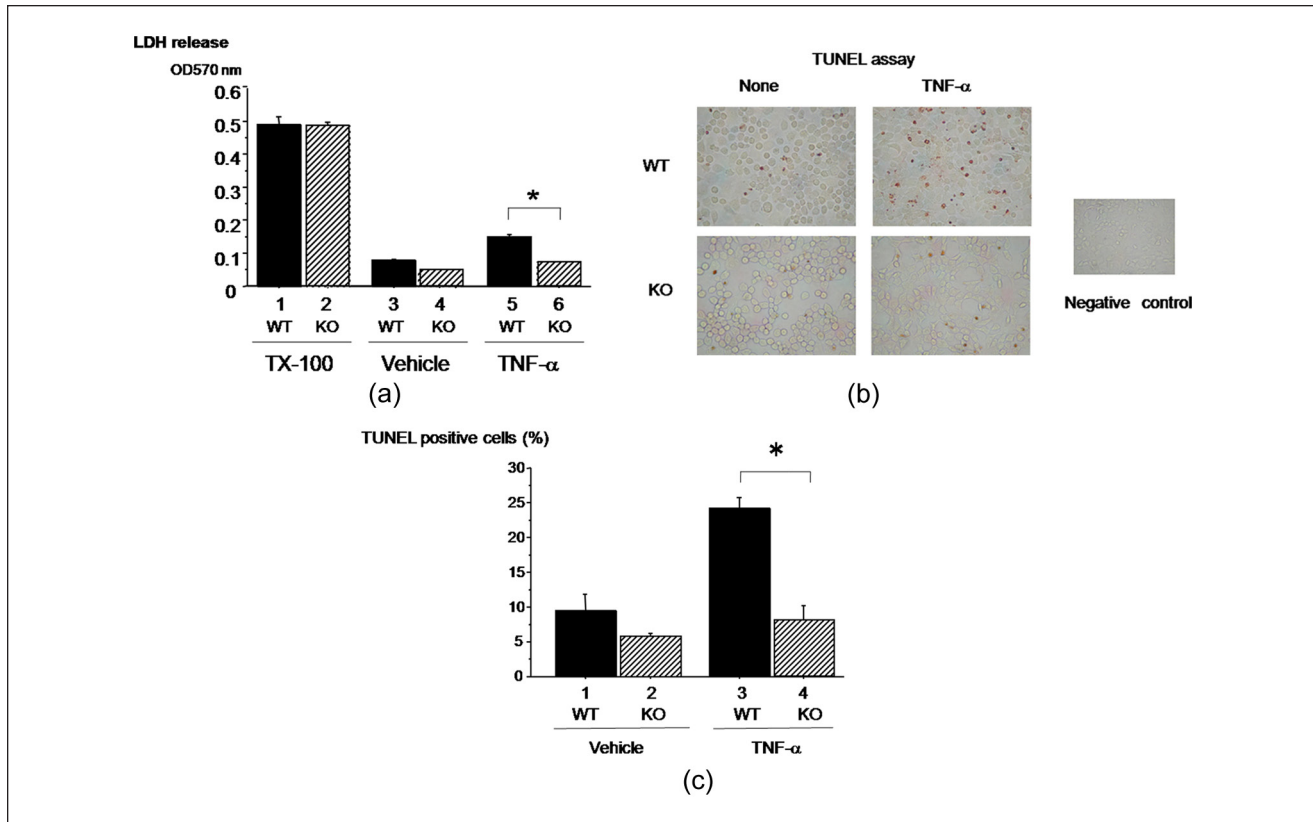 LDH release
OD570 nm
0.6
0.5
0.4
0.3
0.2
0.1
0
*
1 2 3 4 5 6
WT KO WT KO WT KO
TX-100 Vehicle TNF-α
(a)
TUNEL assay
None TNF-α
WT
KO
Negative control
(b)
TUNEL positive cells (%)
30
25
20
15
10
5
0
*
1 2 3 4
WT KO WT KO
Vehicle TNF-α
(c)